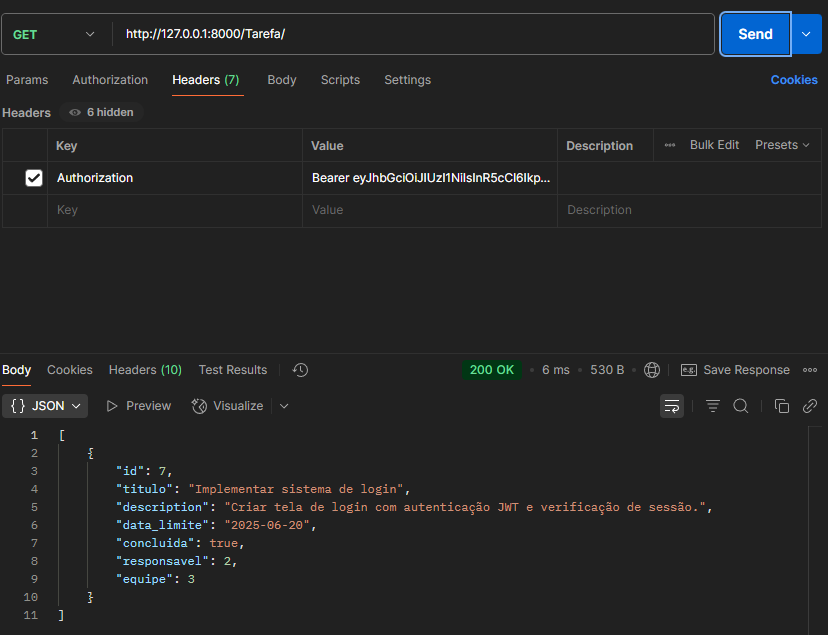 GET http://127.0.0.1:8000/Tarefa/ Send
Params Authorization Headers (7) Body Scripts Settings Cookies
Headers 6 hidden
Key Value Description Bulk Edit Presets
Authorization Bearer eyJhbGciOiJIUzI1NiIsInR5cCI6Ikp...
Key Value Description
Body Cookies Headers (10) Test Results 200 OK • 6 ms • 530 B • e.g. Save Response
{} JSON Preview Visualize
1 [
2 {
3 "id": 7,
4 "titulo": "Implementar sistema de login",
5 "description": "Criar tela de login com autenticação JWT e verificação de sessão.",
6 "data_limite": "2025-06-20",
7 "concluida": true,
8 "responsavel": 2,
9 "equipe": 3
10 }
11 ]